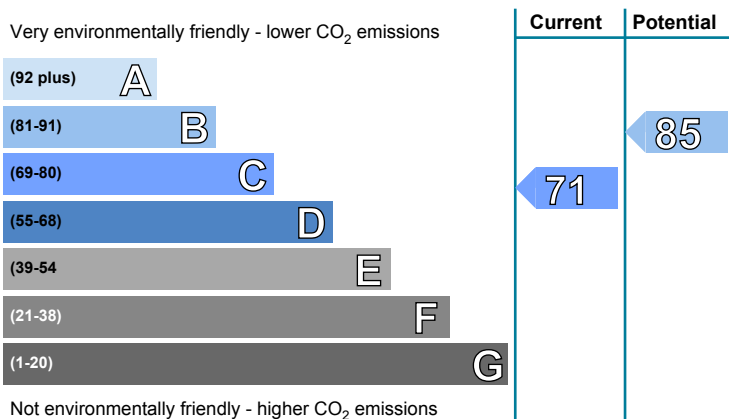 Very environmentally friendly - lower CO2 emissions
Current
Potential
(92 plus) A
(81-91) B
85
(69-80) C
71
(55-68) D
(39-54 E
(21-38) F
(1-20) G
Not environmentally friendly - higher CO2 emissions